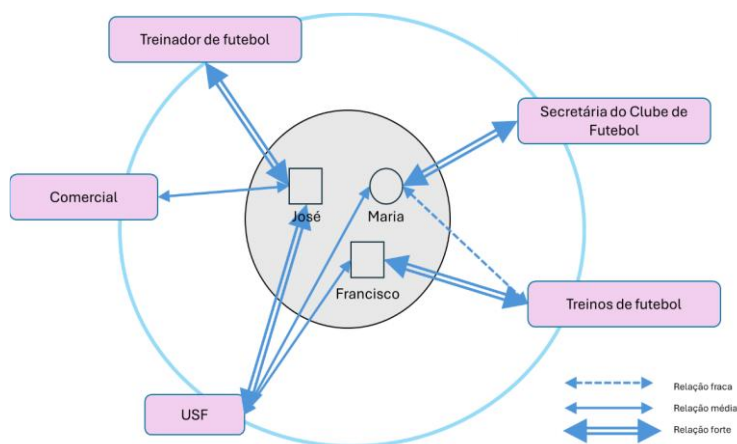 Treinador de futebol
Secretária do Clube de
Futebol
Comercial
José
Maria
Francisco
Treinos de futebol
USF
Relação fraca
Relação média
Relação forte